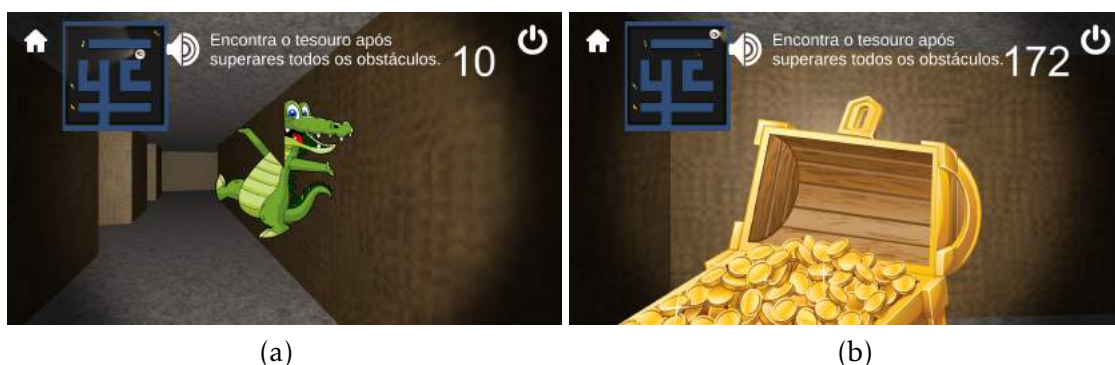 Encontra o tesouro após
superares todos os obstáculos.
10
Encontra o tesouro após
superares todos os obstáculos.
172
(a)
(b)